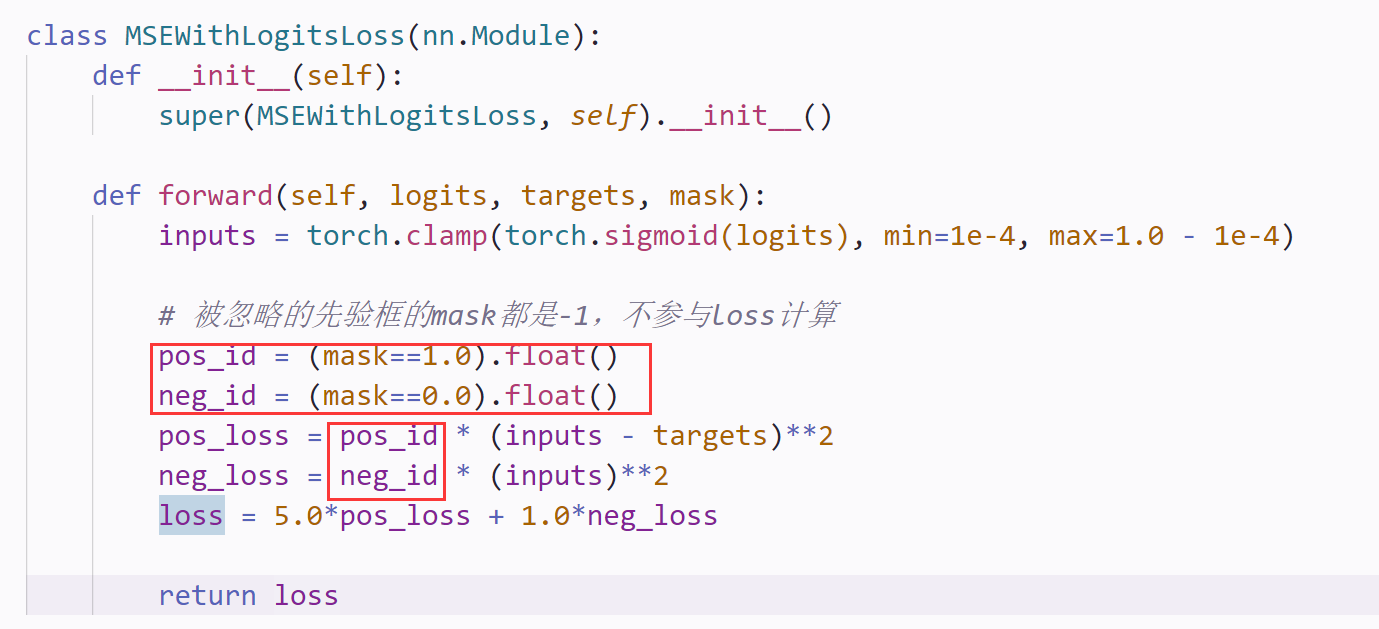 class MSEWithLogitsLoss(nn.Module):
    def __init__(self):
        super(MSEWithLogitsLoss, self).__init__()
    def forward(self, logits, targets, mask):
        inputs = torch.clamp(torch.sigmoid(logits), min=1e-4, max=1.0 - 1e-4)
        # 被忽略的先验框的mask都是-1，不参与loss计算
        pos_id = (mask==1.0).float()
        neg_id = (mask==0.0).float()
        pos_loss = pos_id * (inputs - targets)**2
        neg_loss = neg_id * (inputs)**2
        loss = 5.0*pos_loss + 1.0*neg_loss
        return loss